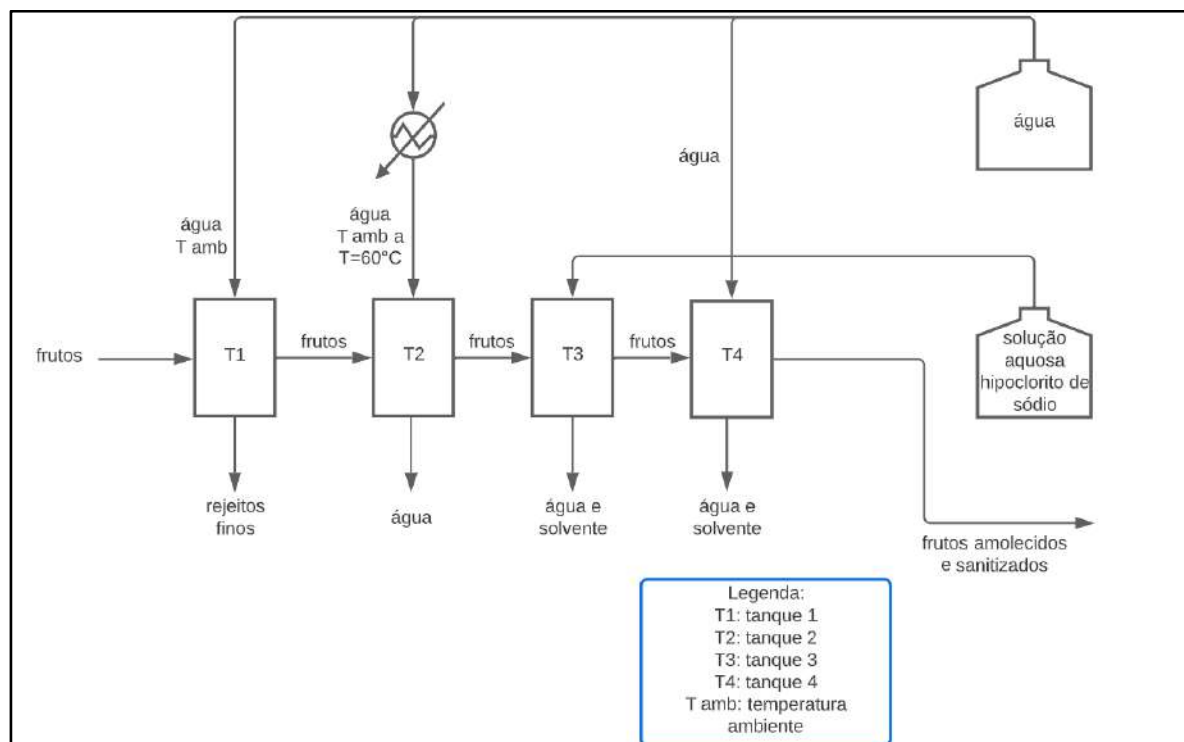 água
água
água
T amb
água
T amb a
T=60°C
frutos
T1
frutos
T2
frutos
T3
frutos
T4
solução
aquosa
hipoclorito de
sódio
rejeitos
finos
água
água e
solvente
água e
solvente
frutos amolecidos
e sanitizados
Legenda:
T1: tanque 1
T2: tanque 2
T3: tanque 3
T4: tanque 4
T amb: temperatura
ambiente